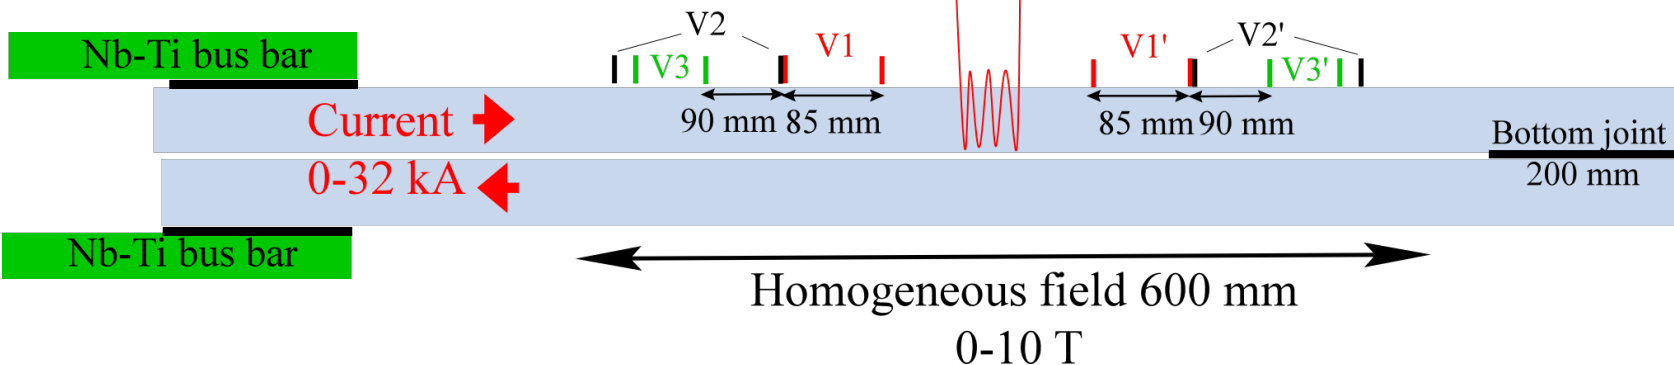 Nb-Ti bus bar
V2
V3
V1
V1'
V2'
V3'
Current
90 mm 85 mm
85 mm 90 mm
Bottom joint
200 mm
0-32 kA
Nb-Ti bus bar
Homogeneous field 600 mm
0-10 T